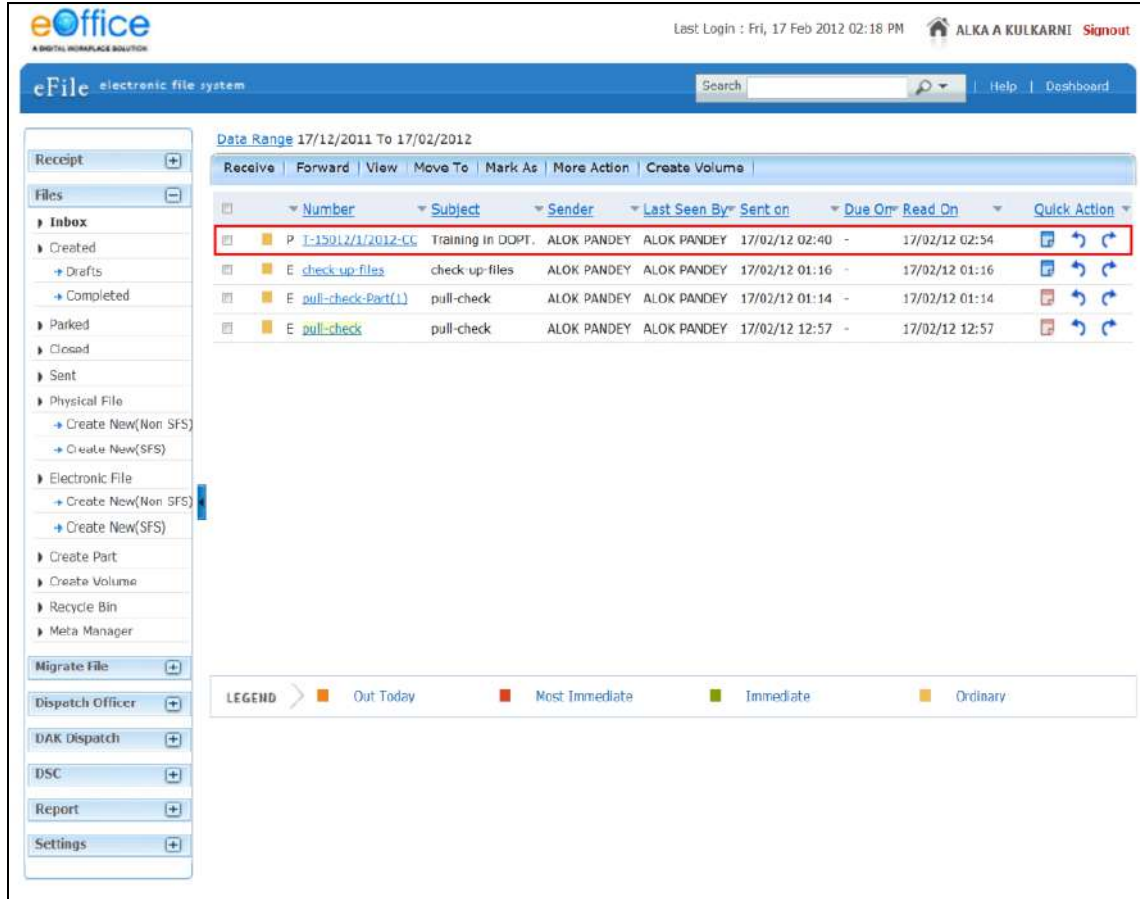 eOffice
A DIGITAL WORKPLACE SOLUTION
Last Login : Fri, 17 Feb 2012 02:18 PM ALKA A KULKARNI Signout
eFile electronic file system Search | Help | Dashboard
Data Range 17/12/2011 To 17/02/2012
Receive | Forward | View | Move To | Mark As | More Action | Create Volume |
Number Subject Sender Last Seen By Sent on Due On Read On Quick Action
P T-15012/1/2012-CC Training in DOPT. ALOK PANDEY ALOK PANDEY 17/02/12 02:40 - 17/02/12 02:54
E check-up-files check-up-files ALOK PANDEY ALOK PANDEY 17/02/12 01:16 - 17/02/12 01:16
E pull-check-Part(1) pull-check ALOK PANDEY ALOK PANDEY 17/02/12 01:14 - 17/02/12 01:14
E pull-check pull-check ALOK PANDEY ALOK PANDEY 17/02/12 12:57 - 17/02/12 12:57
Receipt
Files
Inbox
Created
Drafts
Completed
Parked
Closed
Sent
Physical File
Create New(Non SFS)
Create New(SFS)
Electronic File
Create New(Non SFS)
Create New(SFS)
Create Part
Create Volume
Recycle Bin
Meta Manager
Migrate File
Dispatch Officer
DAK Dispatch
DSC
Report
Settings
LEGEND Out Today Most Immediate Immediate Ordinary